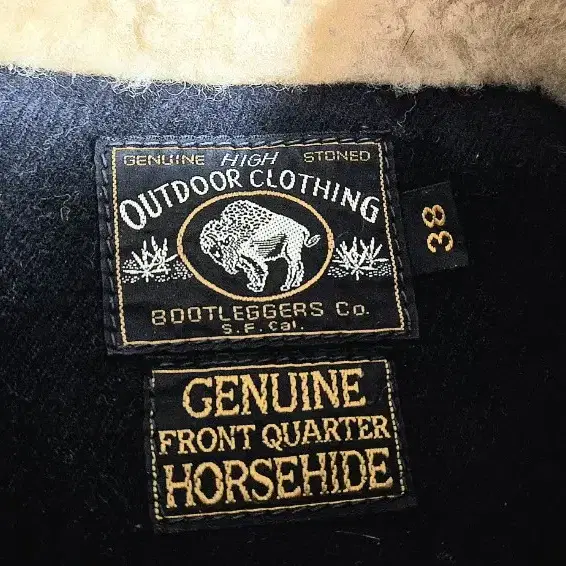 GENUINE HIGH STONED
OUTDOOR CLOTHING
BOOTLEGGERS Co.
S.F. Cal.
38
GENUINE
FRONT QUARTER
HORSEHIDE